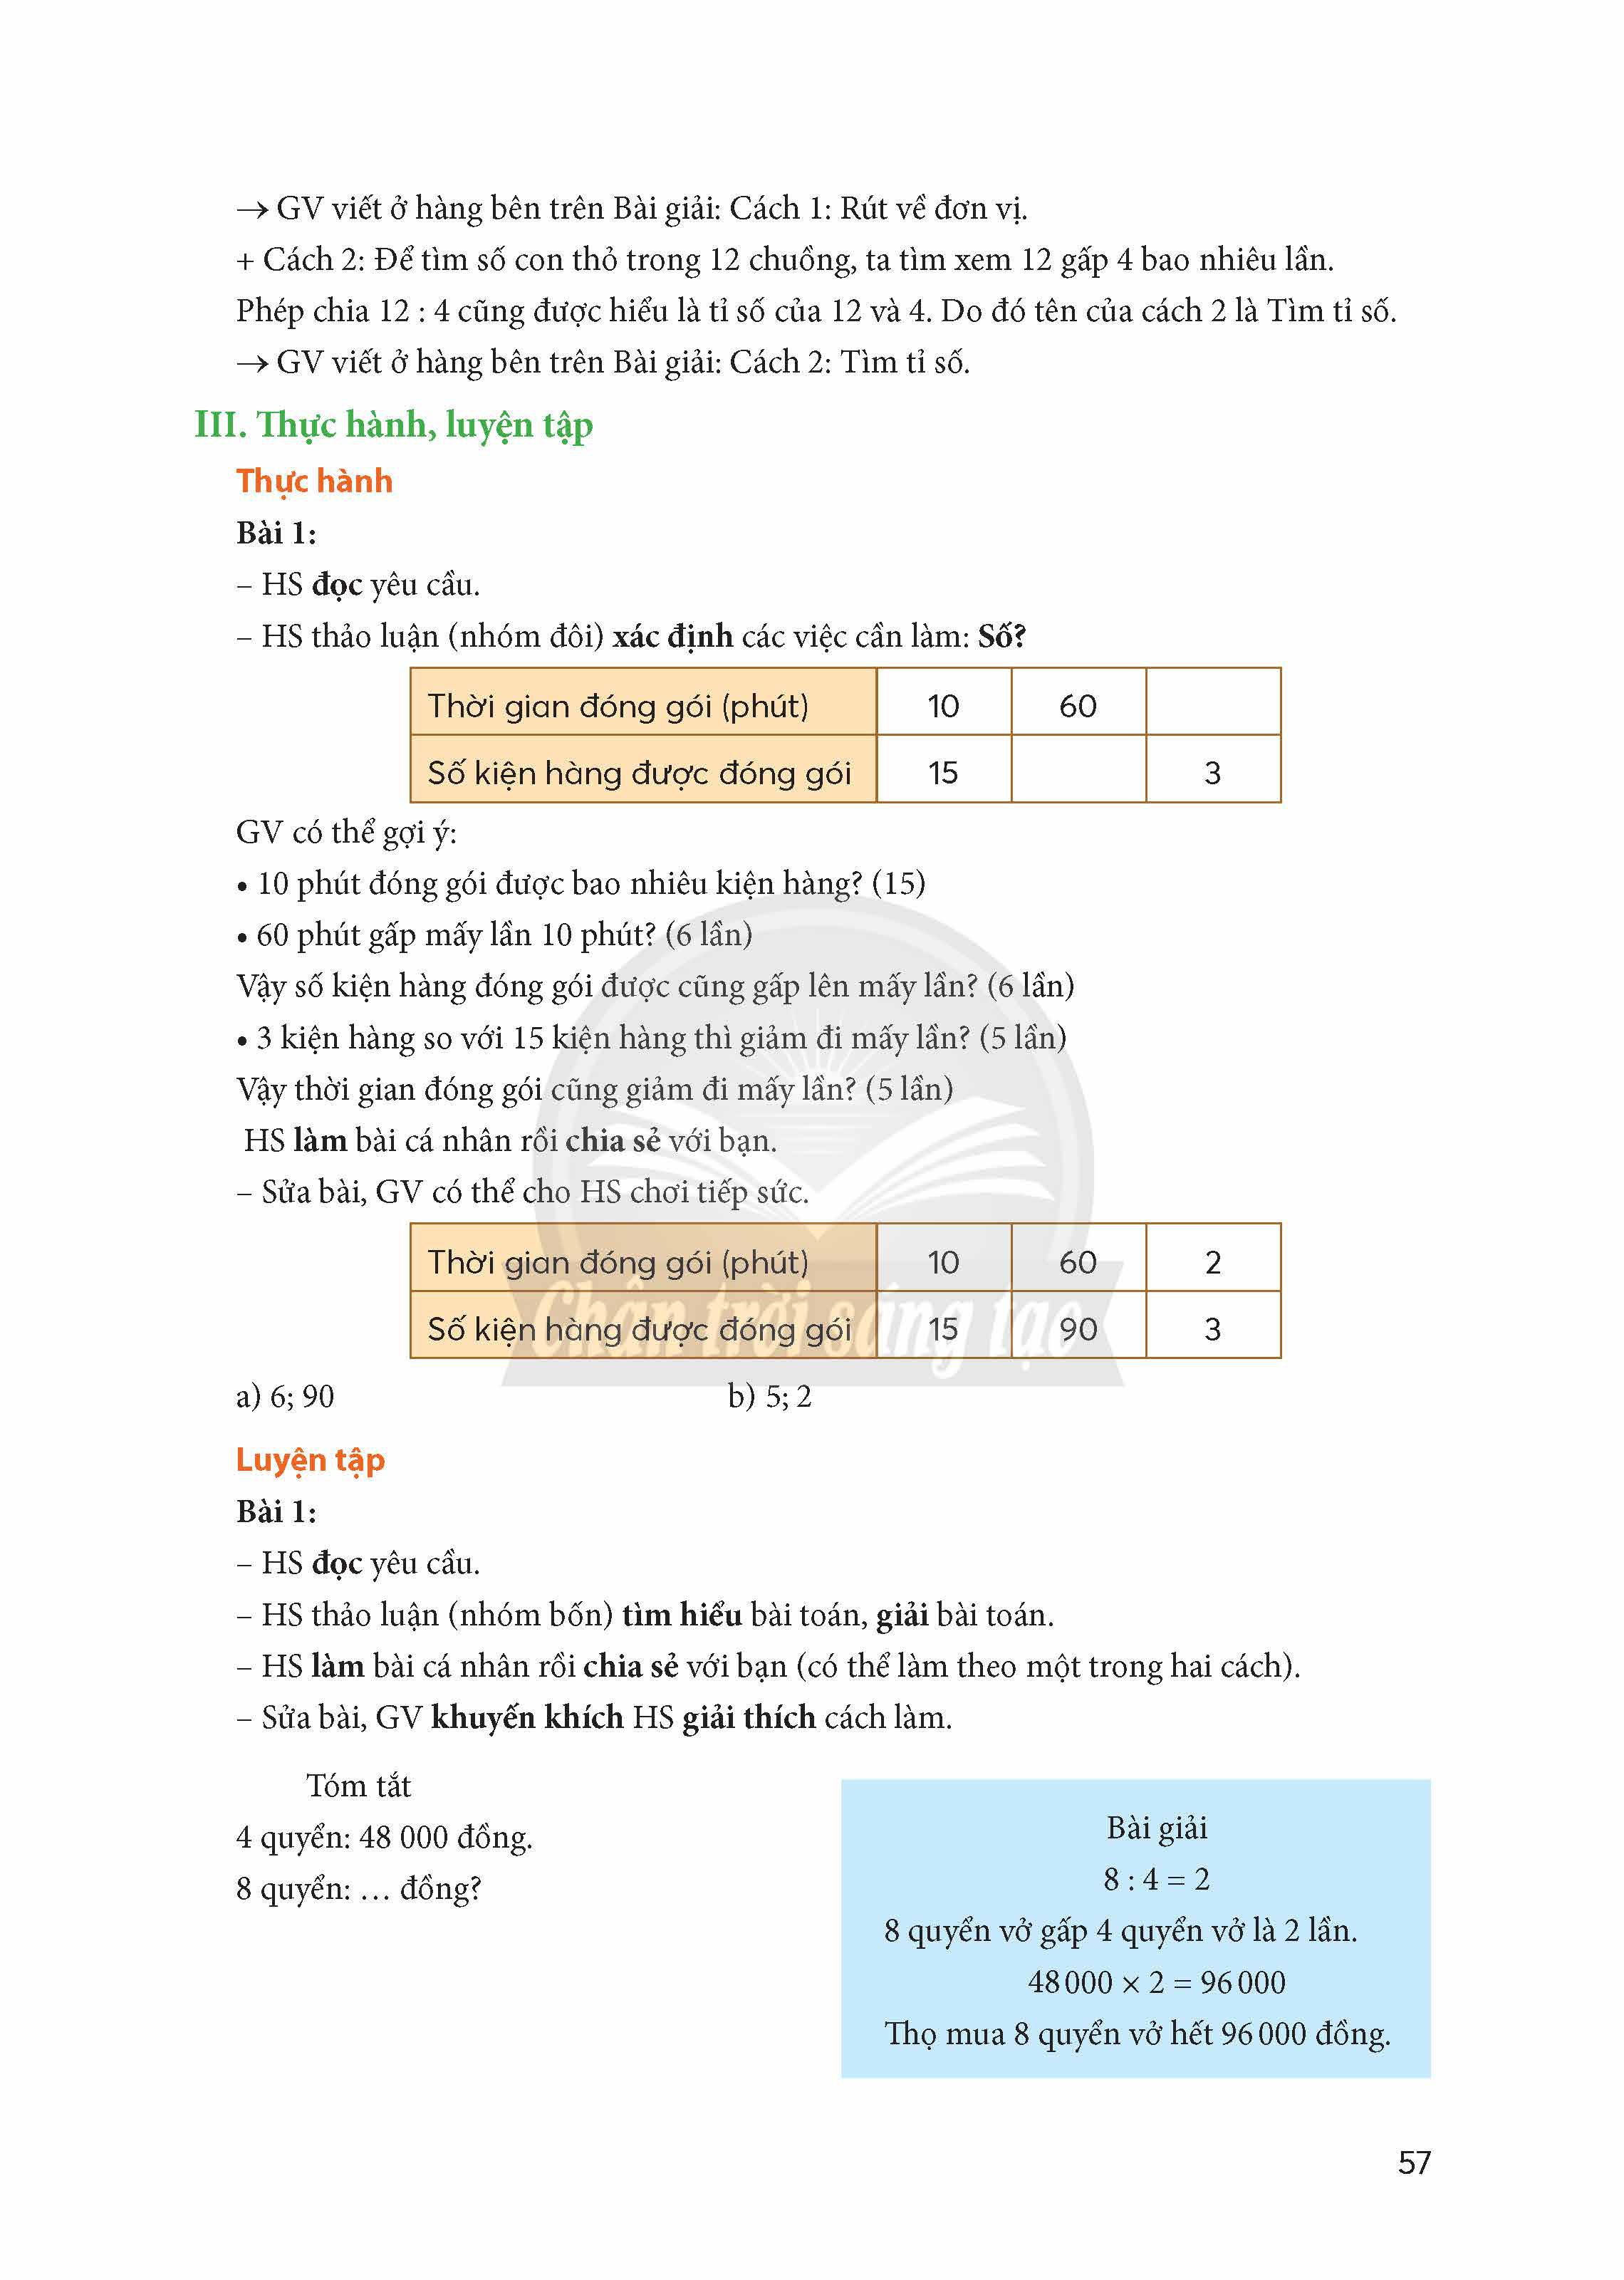 → GV viết ở hàng bên trên Bài giải: Cách 1: Rút về đơn vị.
+ Cách 2: Để tìm số con thỏ trong 12 chuồng, ta tìm xem 12 gấp 4 bao nhiêu lần.
Phép chia 12 : 4 cũng được hiểu là tỉ số của 12 và 4. Do đó tên của cách 2 là Tìm tỉ số.
→ GV viết ở hàng bên trên Bài giải: Cách 2: Tìm tỉ số.
III. Thực hành, luyện tập
Thực hành
Bài 1:
– HS đọc yêu cầu.
– HS thảo luận (nhóm đôi) xác định các việc cần làm: Số?
Thời gian đóng gói (phút) 10 60
Số kiện hàng được đóng gói 15 3
GV có thể gợi ý:
• 10 phút đóng gói được bao nhiêu kiện hàng? (15)
• 60 phút gấp mấy lần 10 phút? (6 lần)
Vậy số kiện hàng đóng gói được cũng gấp lên mấy lần? (6 lần)
• 3 kiện hàng so với 15 kiện hàng thì giảm đi mấy lần? (5 lần)
Vậy thời gian đóng gói cũng giảm đi mấy lần? (5 lần)
HS làm bài cá nhân rồi chia sẻ với bạn.
– Sửa bài, GV có thể cho HS chơi tiếp sức.
Thời gian đóng gói (phút) 10 60 2
Chân trời sáng tạo
Số kiện hàng được đóng gói 15 90 3
a) 6; 90 b) 5; 2
Luyện tập
Bài 1:
– HS đọc yêu cầu.
– HS thảo luận (nhóm bốn) tìm hiểu bài toán, giải bài toán.
– HS làm bài cá nhân rồi chia sẻ với bạn (có thể làm theo một trong hai cách).
– Sửa bài, GV khuyến khích HS giải thích cách làm.
Tóm tắt
4 quyển: 48 000 đồng.
8 quyển: … đồng?
Bài giải
8 : 4 = 2
8 quyển vở gấp 4 quyển vở là 2 lần.
48 000 × 2 = 96 000
Thọ mua 8 quyển vở hết 96 000 đồng.
57